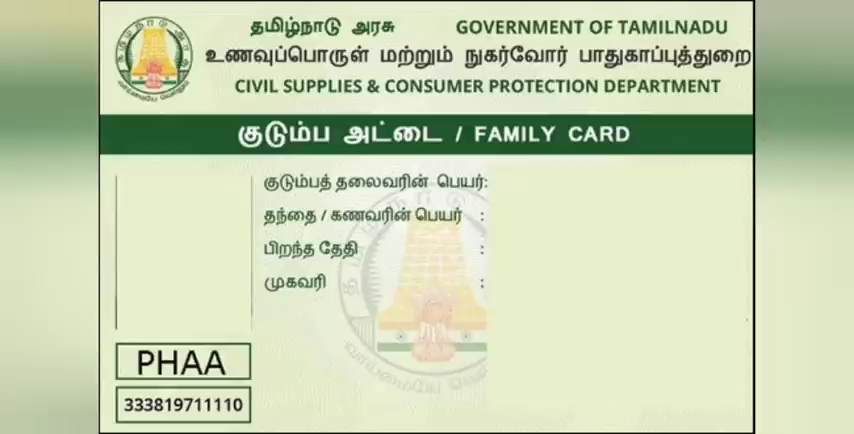 தமிழ்நாடு அரசு GOVERNMENT OF TAMILNADU
உணவுப்பொருள் மற்றும் நுகர்வோர் பாதுகாப்புத்துறை
CIVIL SUPPLIES & CONSUMER PROTECTION DEPARTMENT
குடும்ப அட்டை / FAMILY CARD
குடும்பத் தலைவரின் பெயர்:
தந்தை / கணவரின் பெயர் :
பிறந்த தேதி :
முகவரி :
PHAA
333819711110